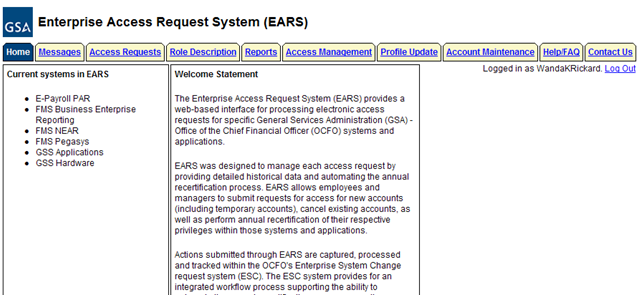 GSA
Enterprise Access Request System (EARS)
Home Messages Access Requests Role Description Reports Access Management Profile Update Account Maintenance Help/FAQ Contact Us
Logged in as WandaKRickard. Log Out
Current systems in EARS
E-Payroll PAR
FMS Business Enterprise
Reporting
FMS NEAR
FMS Pegasys
GSS Applications
GSS Hardware
Welcome Statement
The Enterprise Access Request System (EARS) provides a
web-based interface for processing electronic access
requests for specific General Services Administration (GSA) -
Office of the Chief Financial Officer (OCFO) systems and
applications.
EARS was designed to manage each access request by
providing detailed historical data and automating the annual
recertification process. EARS allows employees and
managers to submit requests for access for new accounts
(including temporary accounts), cancel existing accounts, as
well as perform annual recertification of their respective
privileges within those systems and applications.
Actions submitted through EARS are captured, processed
and tracked within the OCFO's Enterprise System Change
request system (ESC). The ESC system provides for an
integrated workflow process supporting the ability to